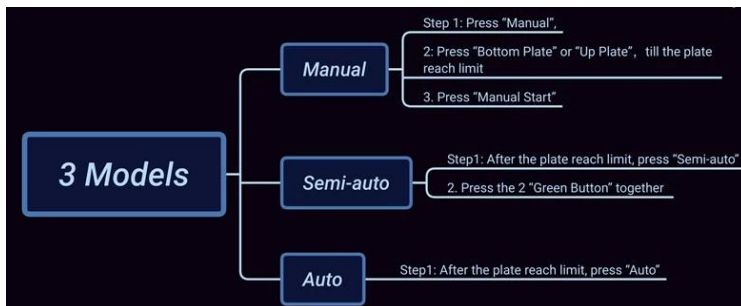 3 Models
Manual
Step 1: Press “Manual”,
2: Press “Bottom Plate” or “Up Plate”, till the plate
reach limit
3. Press “Manual Start”
Semi-auto
Step1: After the plate reach limit, press “Semi-auto”
2. Press the 2 “Green Button” together
Auto
Step1: After the plate reach limit, press “Auto”